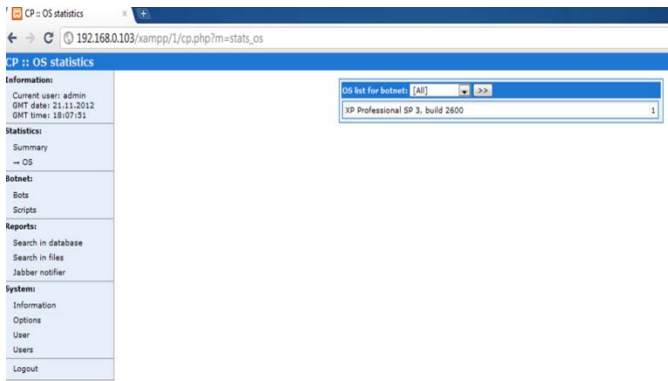 CP :: OS statistics
192.168.0.103/xampp/1/cp.php?m=stats_os
CP :: OS statistics
Information:
Current user: admin
GMT date: 21.11.2012
GMT time: 18:07:51
Statistics:
Summary
→ OS
Botnet:
Bots
Scripts
Reports:
Search in database
Search in files
Jabber notifier
System:
Information
Options
User
Users
Logout
OS list for botnet: [All] >>
XP Professional SP 3, build 2600 1